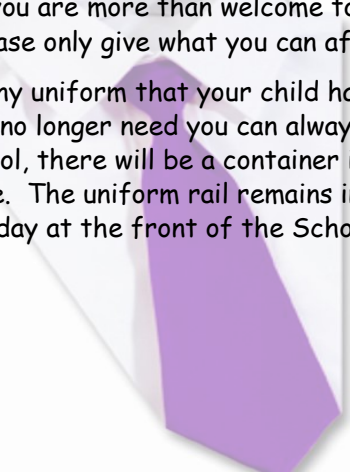 you are more than welcome to
ase only give what you can af
ny uniform that your child ha
no longer need you can alway
ol, there will be a container
e. The uniform rail remains i
day at the front of the Scho